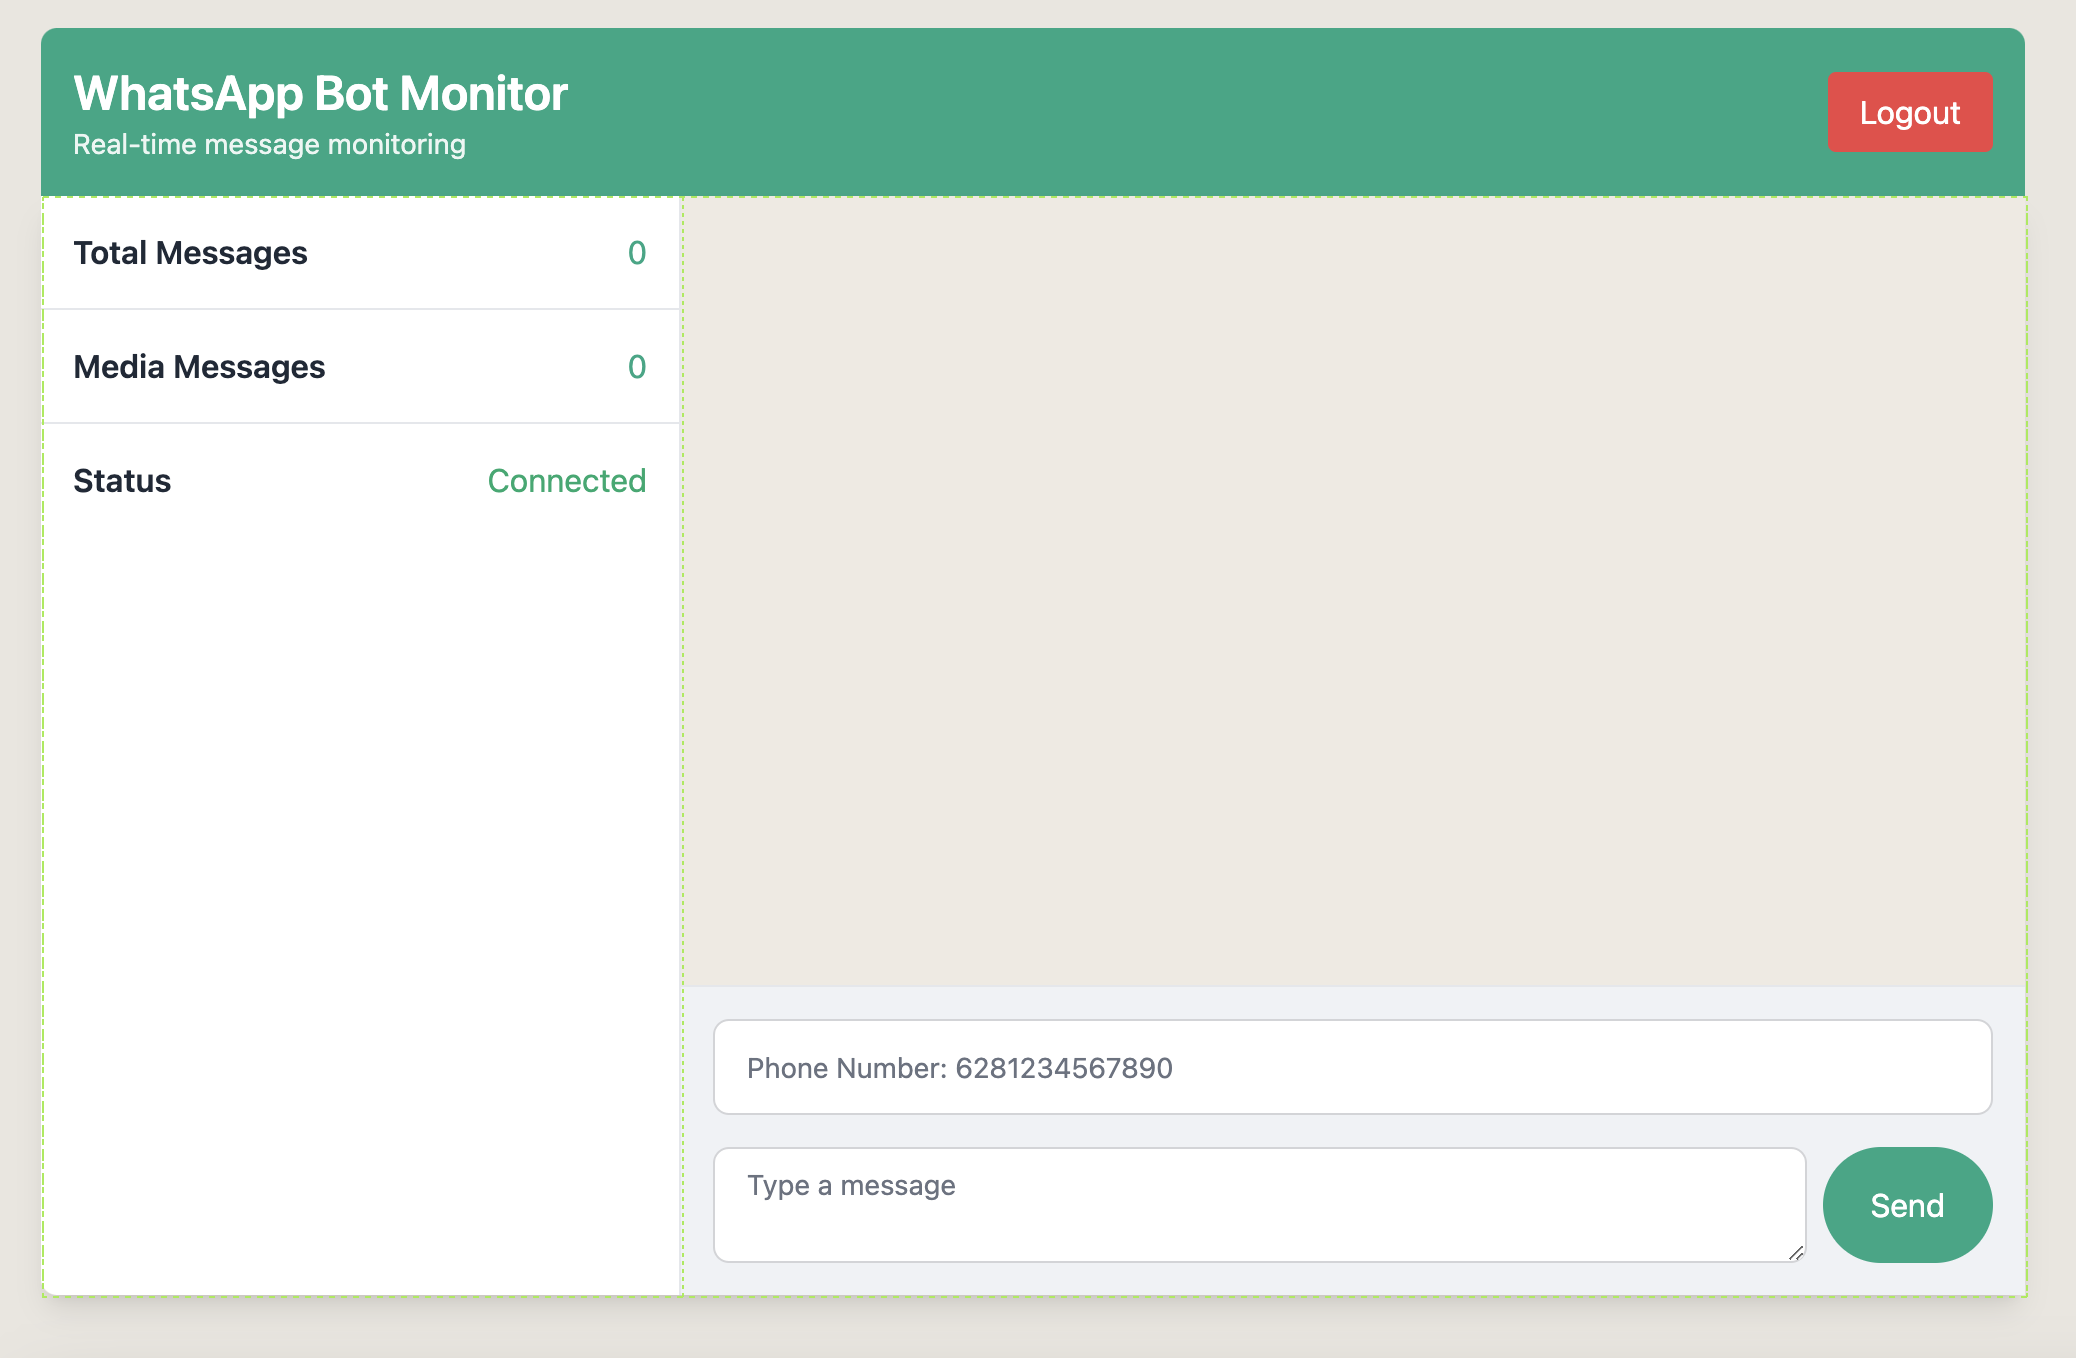 WhatsApp Bot Monitor
Real-time message monitoring
Logout
Total Messages 0
Media Messages 0
Status Connected
Phone Number: 6281234567890
Type a message
Send